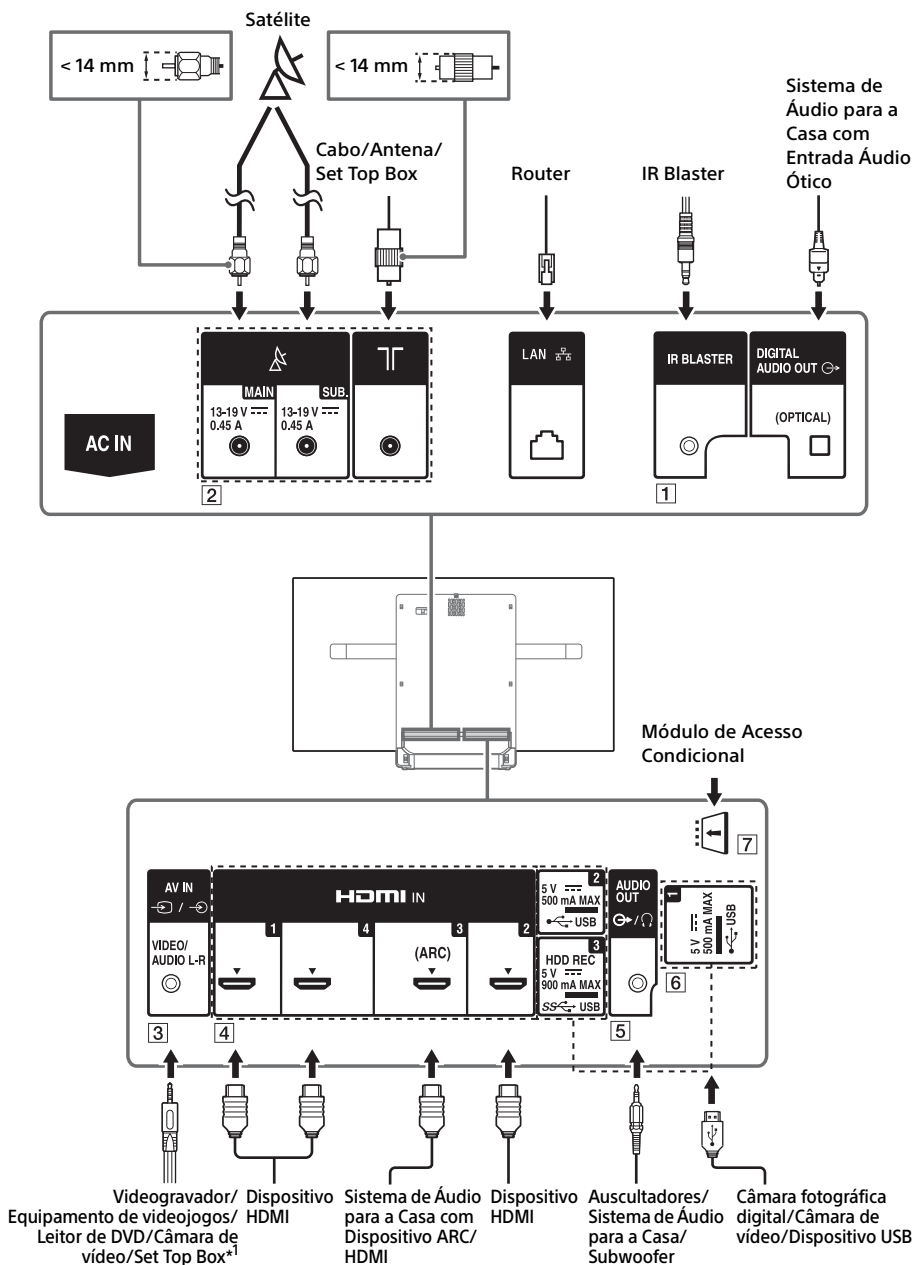 Satélite
< 14 mm
< 14 mm
Cabo/Antena/
Set Top Box
Router
IR Blaster
Sistema de
Áudio para a
Casa com
Entrada Áudio
Ótico
AC IN
MAIN
13-19 V
0.45 A
SUB.
13-19 V
0.45 A
2
LAN
IR BLASTER
1
DIGITAL
AUDIO OUT
(OPTICAL)
Módulo de Acesso
Condicional
7
AV IN
/
VIDEO/
AUDIO L-R
3
HDMI IN
1
4
3
(ARC)
2
4
2
5 V
500 mA MAX
USB
3
HDD REC
5 V
900 mA MAX
SS USB
AUDIO
OUT
/
5
1
5 V
500 mA MAX
USB
6
Videogravador/
Equipamento de videojogos/
Leitor de DVD/Câmara de
vídeo/Set Top Box*1
Dispositivo
HDMI
Sistema de Áudio
para a Casa com
Dispositivo ARC/
HDMI
Dispositivo
HDMI
Auscultadores/
Sistema de Áudio
para a Casa/
Subwoofer
Câmara fotográfica
digital/Câmara de
vídeo/Dispositivo USB